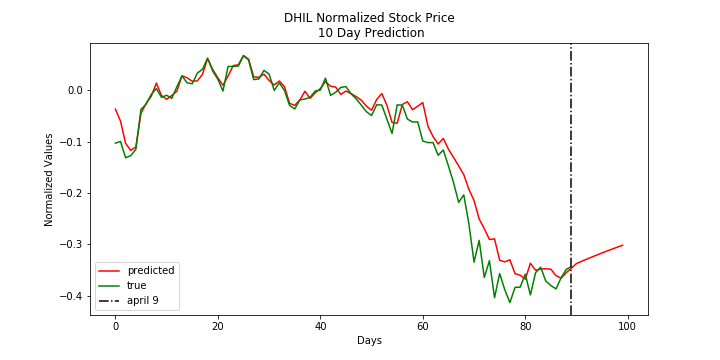 DHIL Normalized Stock Price
10 Day Prediction
Normalized Values
0.0
−0.1
−0.2
−0.3
−0.4
predicted
true
april 9
0
20
40
60
80
100
Days